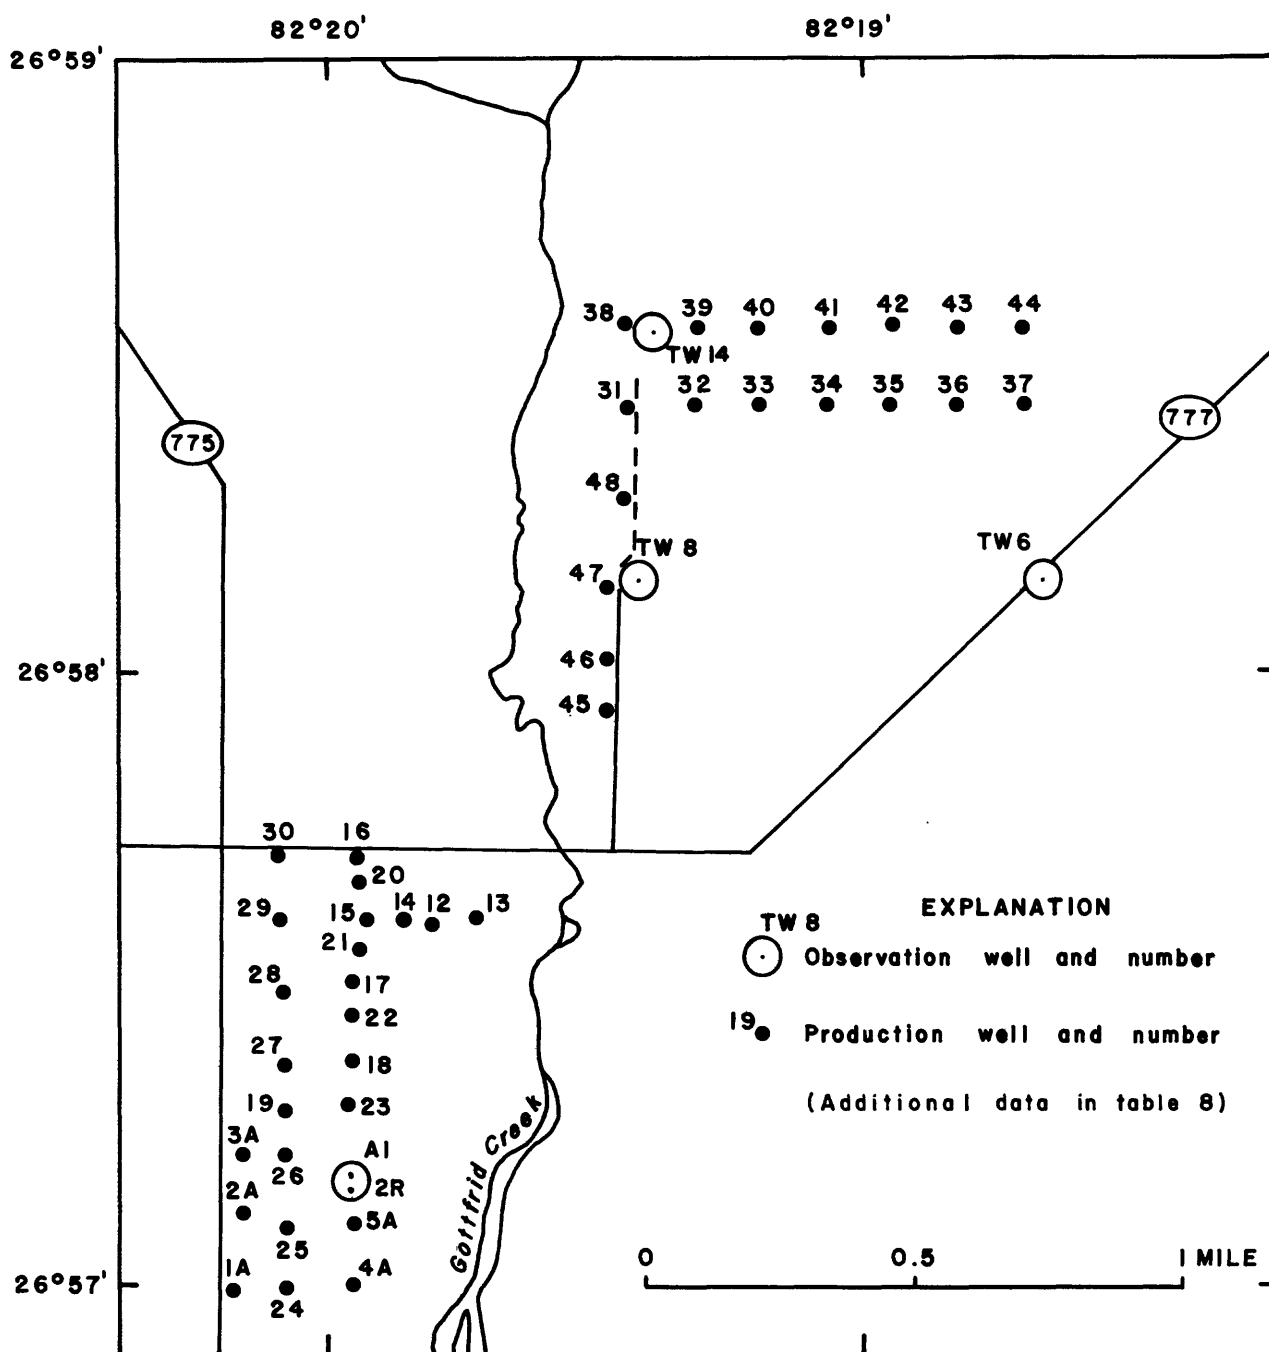 82°20' 82°19'
26°59'
38 39 40 41 42 43 44
TW 14
31 32 33 34 35 36 37
775 777
48
TW 8 TW 6
47
26°58' 46
45
30 16
20
29 15 14 12 13
21
28 17
22
27 18
19 23
3A A1
26 2R
2A 5A
25
1A 4A
26°57' 24
Gottfrid Creek
EXPLANATION
TW 8
Observation well and number
19 Production well and number
(Additional data in table 8)
0 0.5 1 MILE